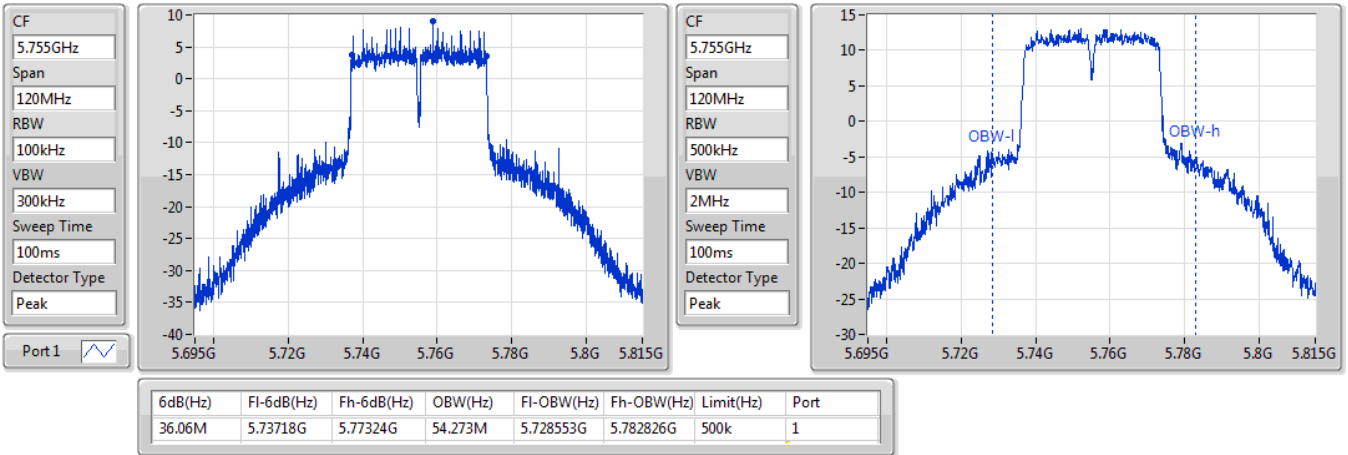 CF
5.755GHz
Span
120MHz
RBW
100kHz
VBW
300kHz
Sweep Time
100ms
Detector Type
Peak
Port 1
10
5
0
-5
-10
-15
-20
-25
-30
-35
-40
5.695G 5.72G 5.74G 5.76G 5.78G 5.8G 5.815G
CF
5.755GHz
Span
120MHz
RBW
500kHz
VBW
2MHz
Sweep Time
100ms
Detector Type
Peak
15
10
5
0
-5
-10
-15
-20
-25
-30
OBW-l OBW-h
5.695G 5.72G 5.74G 5.76G 5.78G 5.8G 5.815G
6dB(Hz) Fl-6dB(Hz) Fh-6dB(Hz) OBW(Hz) Fl-OBW(Hz) Fh-OBW(Hz) Limit(Hz) Port
36.06M 5.73718G 5.77324G 54.273M 5.728553G 5.782826G 500k 1